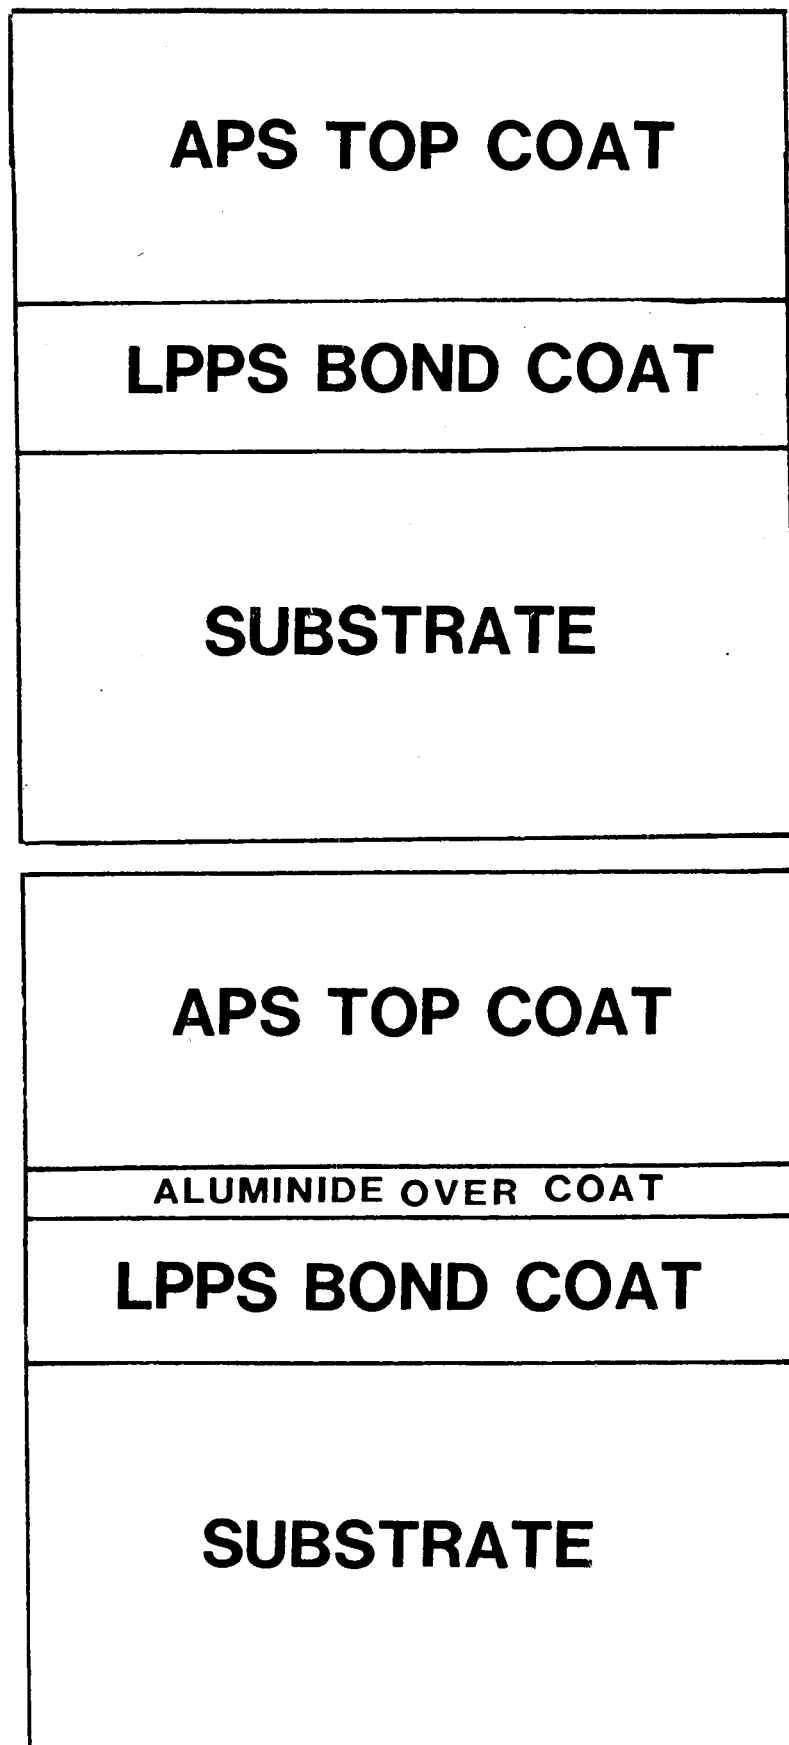 APS TOP COAT
LPPS BOND COAT
SUBSTRATE
APS TOP COAT
ALUMINIDE OVER COAT
LPPS BOND COAT
SUBSTRATE